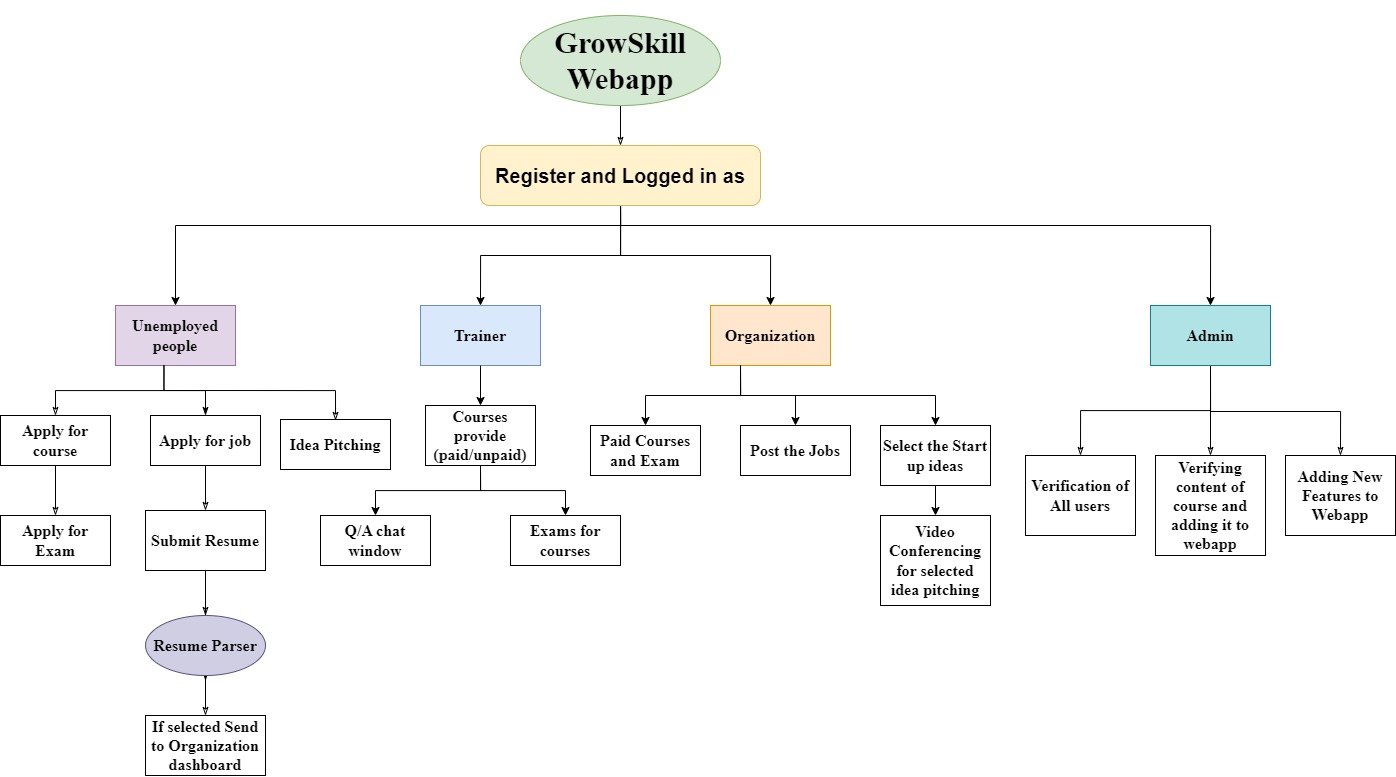 GrowSkill
Webapp
Register and Logged in as
Unemployed
people
Trainer
Organization
Admin
Apply for
course
Apply for job
Idea Pitching
Courses
provide
(paid/unpaid)
Paid Courses
and Exam
Post the Jobs
Select the Start
up ideas
Verification of
All users
Verifying
content of
course and
adding it to
webapp
Adding New
Features to
Webapp
Apply for
Exam
Submit Resume
Q/A chat
window
Exams for
courses
Video
Conferencing
for selected
idea pitching
Resume Parser
If selected Send
to Organization
dashboard